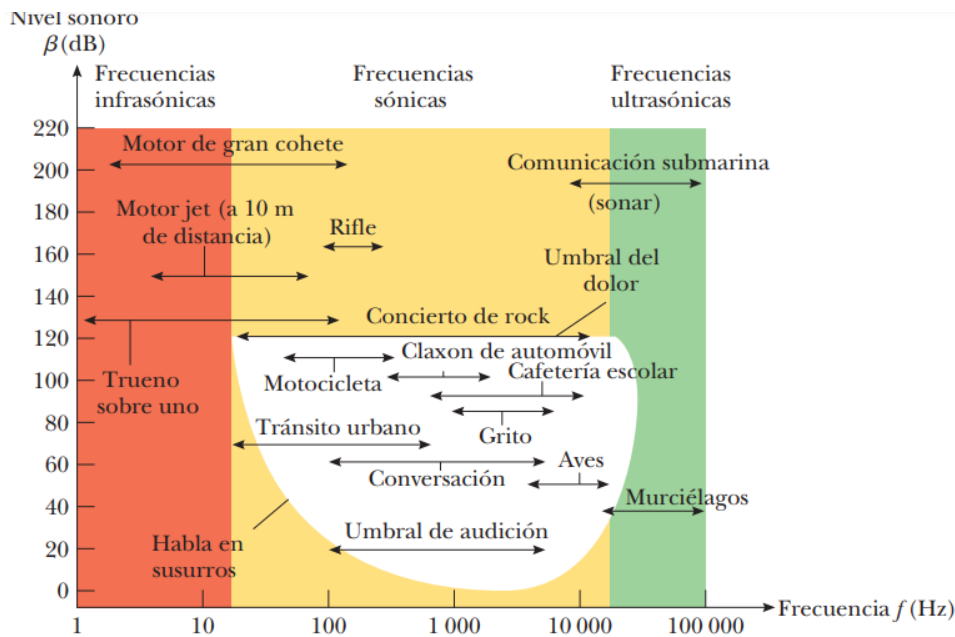 Nivel sonoro
β (dB)
Frecuencias
infrasónicas
Frecuencias
sónicas
Frecuencias
ultrasónicas
220
Motor de gran cohete
Comunicación submarina
200
(sonar)
180
Motor jet (a 10 m
de distancia)
Rifle
160
Umbral del
dolor
140
Concierto de rock
120
Claxon de automóvil
Motocicleta
Cafetería escolar
100
Trueno
sobre uno
80
Tránsito urbano
Grito
60
Conversación
Aves
Murciélagos
40
Habla en
susurros
Umbral de audición
20
0
Frecuencia f (Hz)
1
10
100
1 000
10 000
100 000